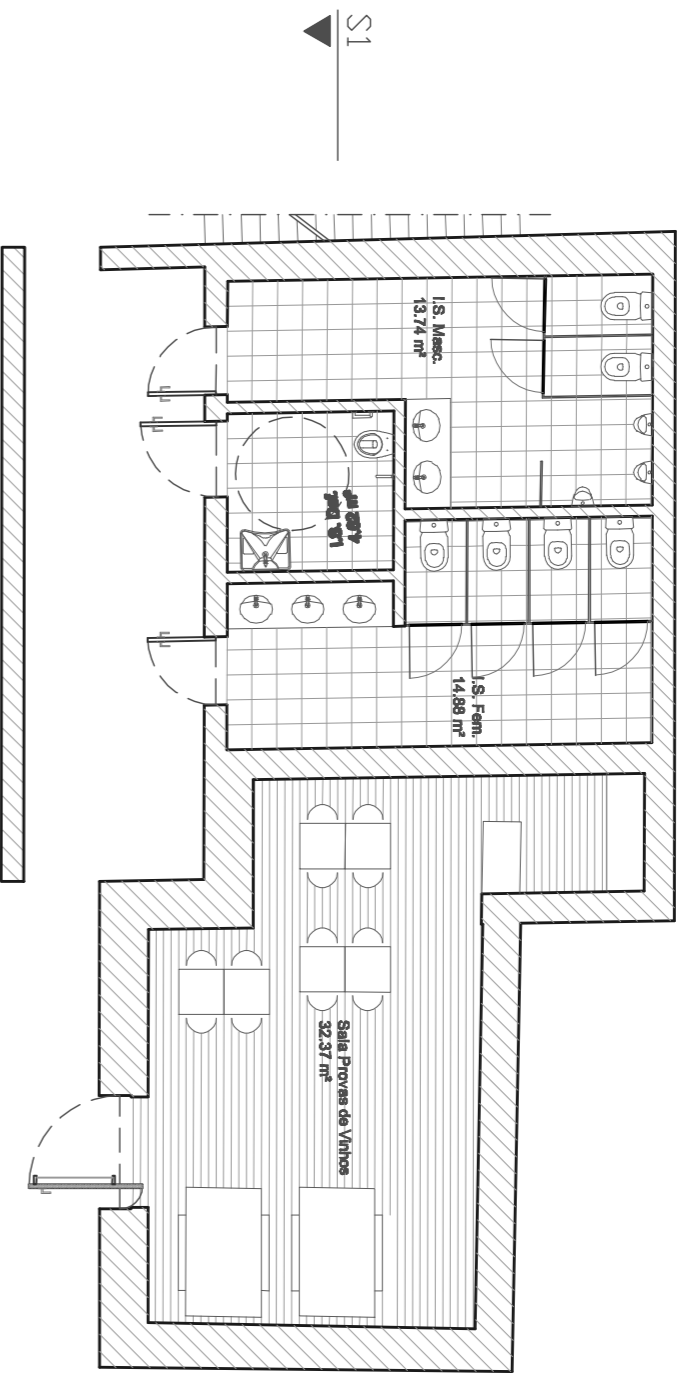 S1
I.S. Masc.
13.74 m²
I.S. Fem.
14.88 m²
Sala Provas de Vinhos
32.37 m²